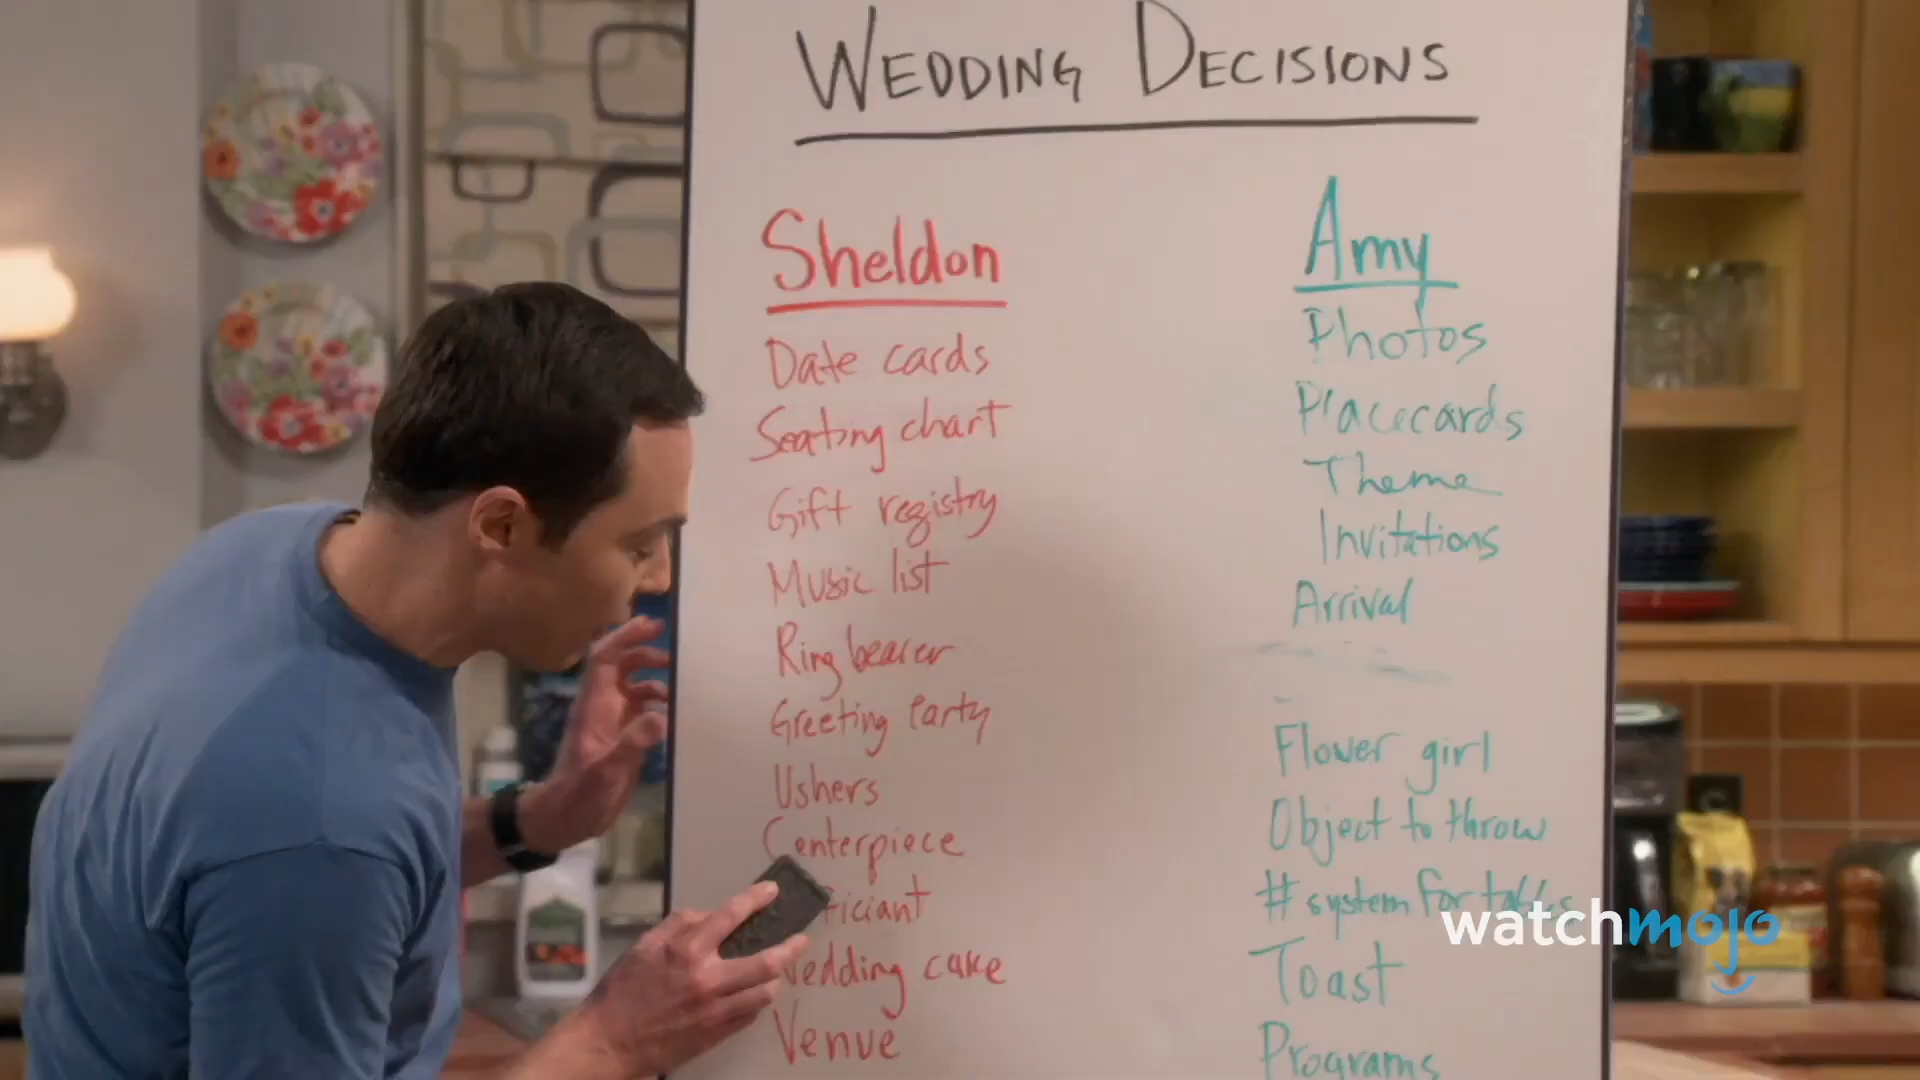 WEDDING DECISIONS
Sheldon
Date cards
Seating chart
Gift registry
Music list
Ring bearer
Greeting Party
Ushers
Centerpiece
Wedding cake
Venue
Amy
Photos
Placecards
Theme
Invitations
Arrival
Flower girl
Object to throw
# system for tables
Toast
Programs
watchmojo